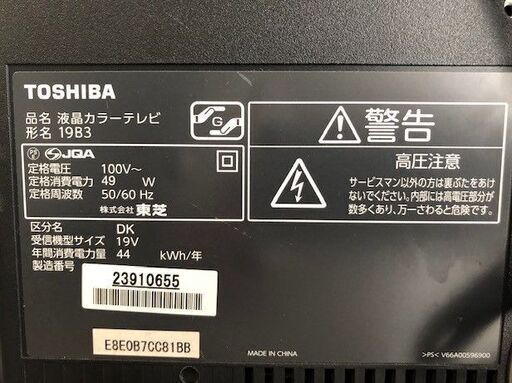 TOSHIBA
品名 液晶カラーテレビ
形名 19B3
G
PS
E
JQA
定格電圧 100V～
定格消費電力 49 W
定格周波数 50/60 Hz
株式会社 東芝
区分名 DK
受信機型サイズ 19V
年間消費電力量 44 kWh/年
製造番号
23910655
E8E0B7CC81BB
警告
高圧注意
サービスマン以外の方は裏ぶたをあけ
ないでください。内部には高電圧部分が
数多くあり、万一さわると危険です。
MADE IN CHINA
>PS< V66A00596900